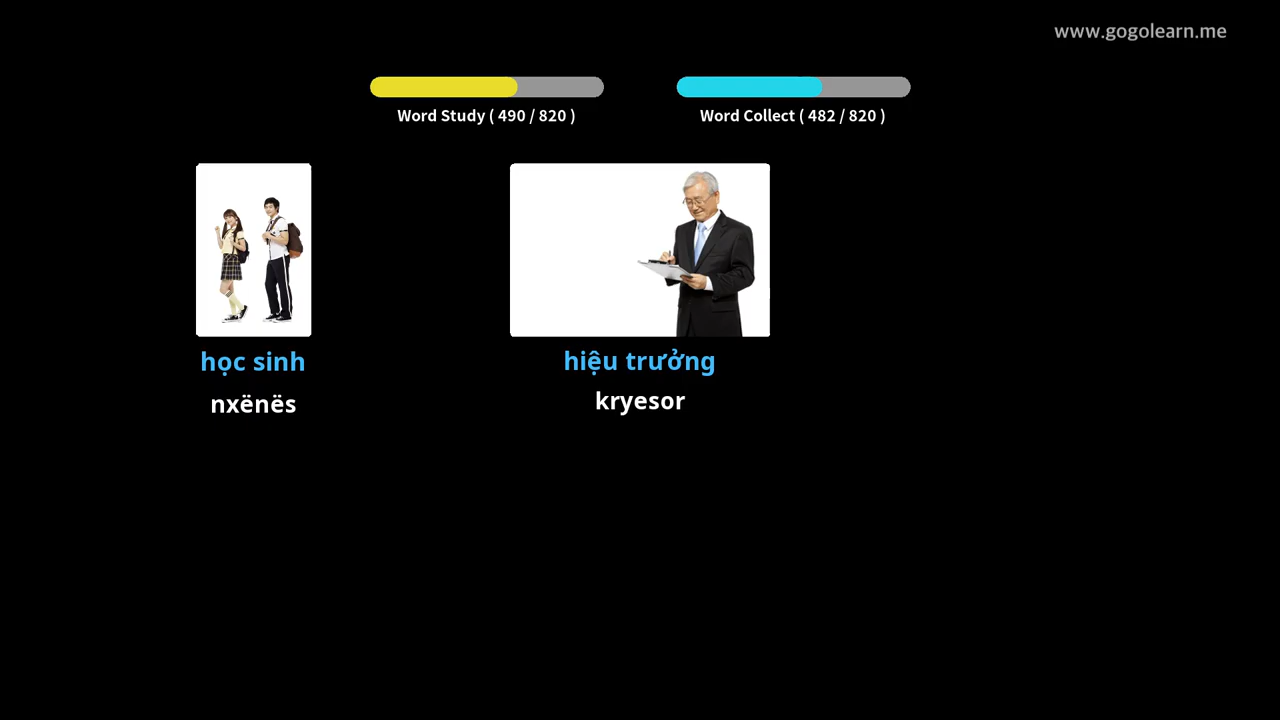 www.gogolearn.me
Word Study ( 490 / 820 )
Word Collect ( 482 / 820 )
học sinh
nxënës
hiệu trưởng
kryesor